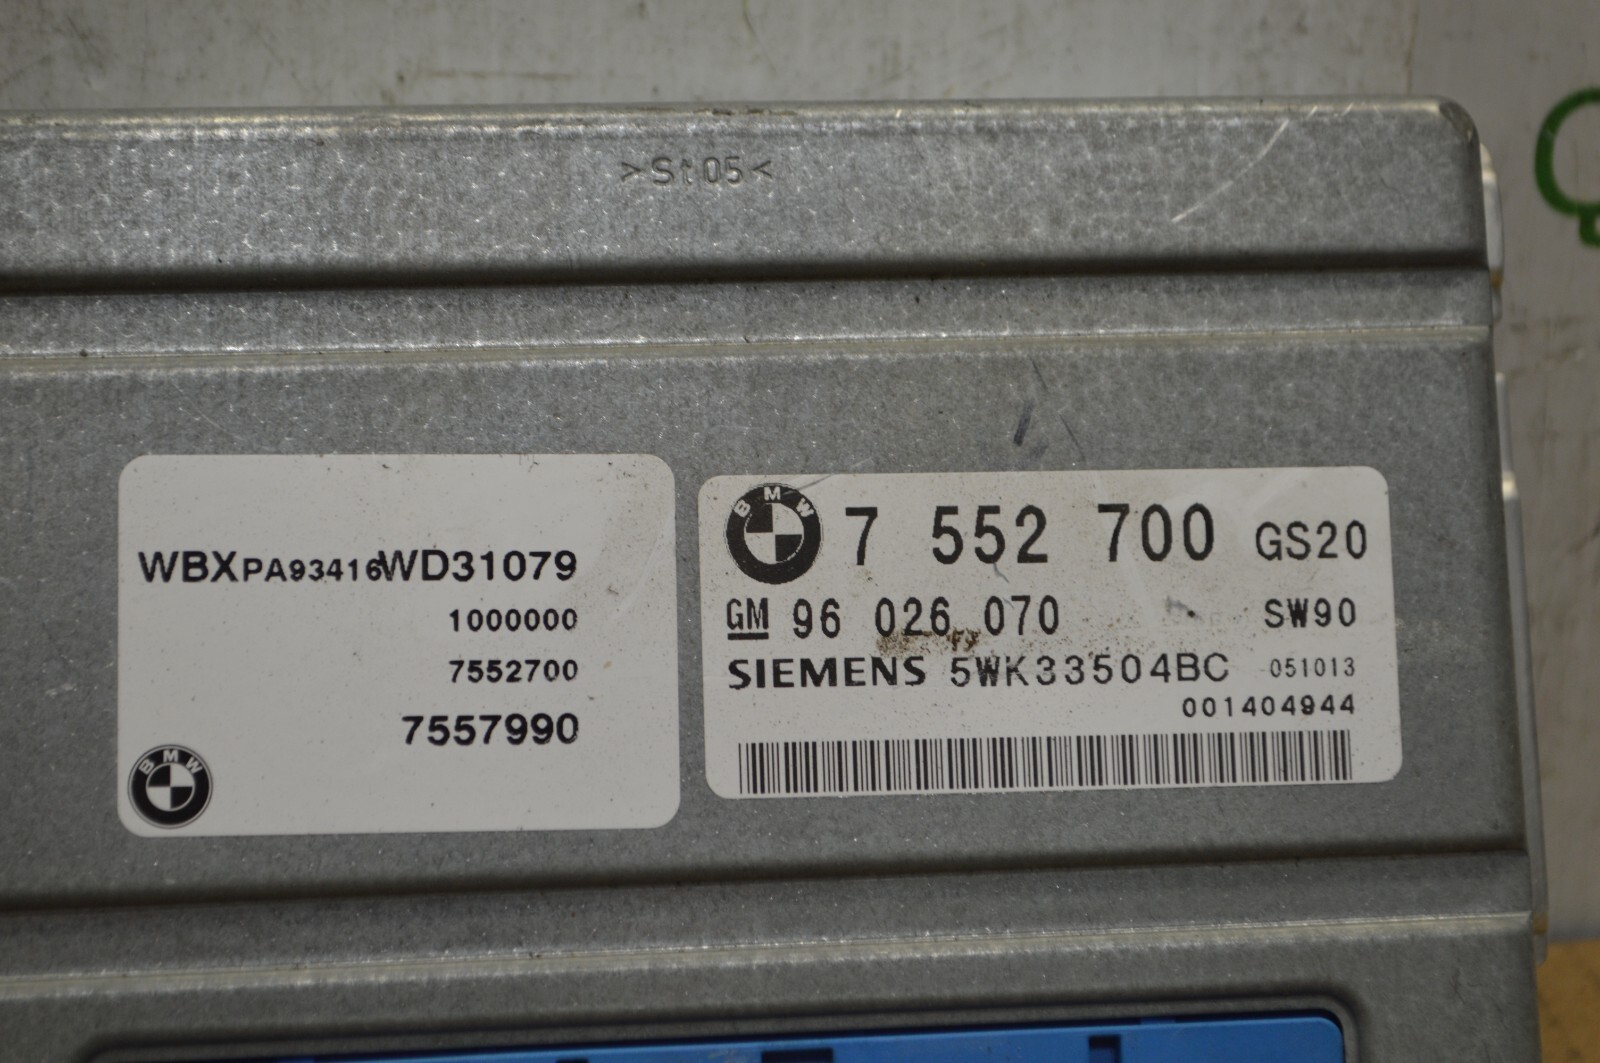 >St05<
WBXPA93416WD31079
1000000
7552700
7557990
BMW
BMW 7 552 700 GS20
GM 96 026 070 SW90
SIEMENS 5WK33504BC 051013
001404944